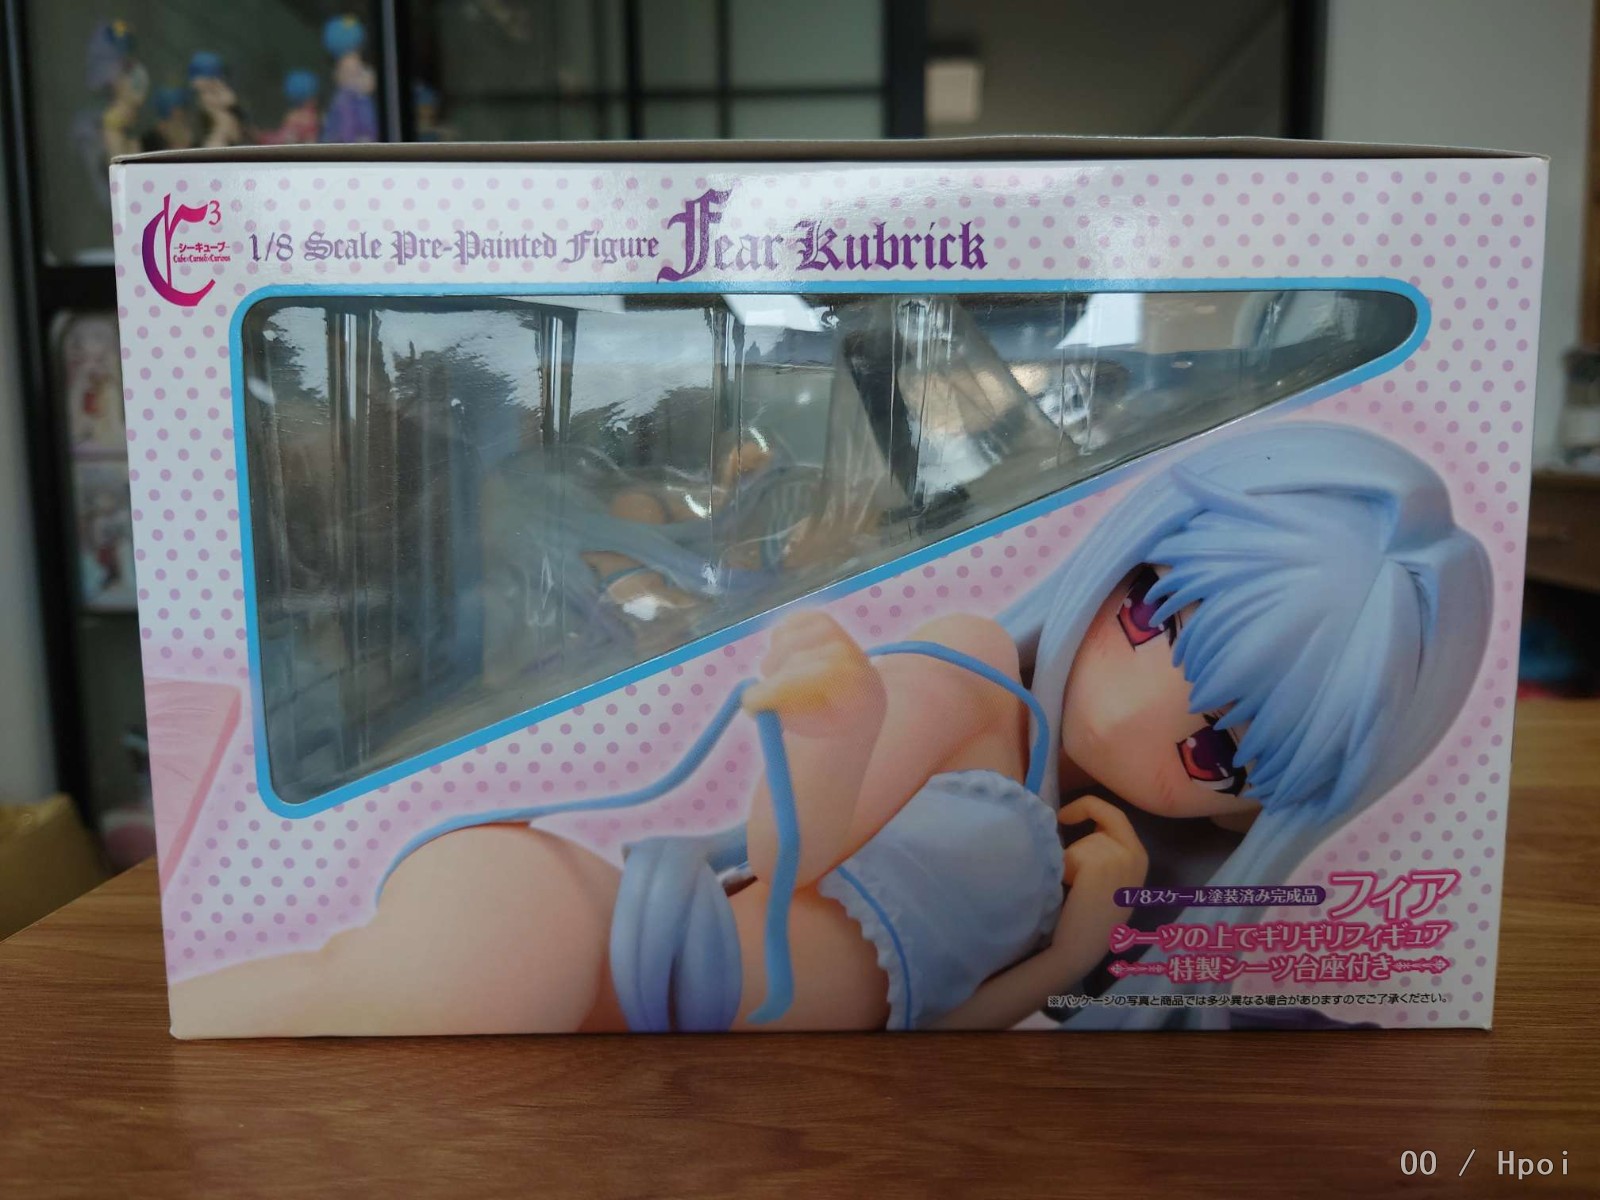 C³
-シーキューブ-
Cube×Cursed×Curious
1/8 Scale Pre-Painted Figure Fear Kubrick
1/8スケール塗装済み完成品 フィア
シーツの上でギリギリフィギュア
特製シーツ台座付き
※パッケージの写真と商品では多少異なる場合がありますのでご了承ください。
00 / Hpoi